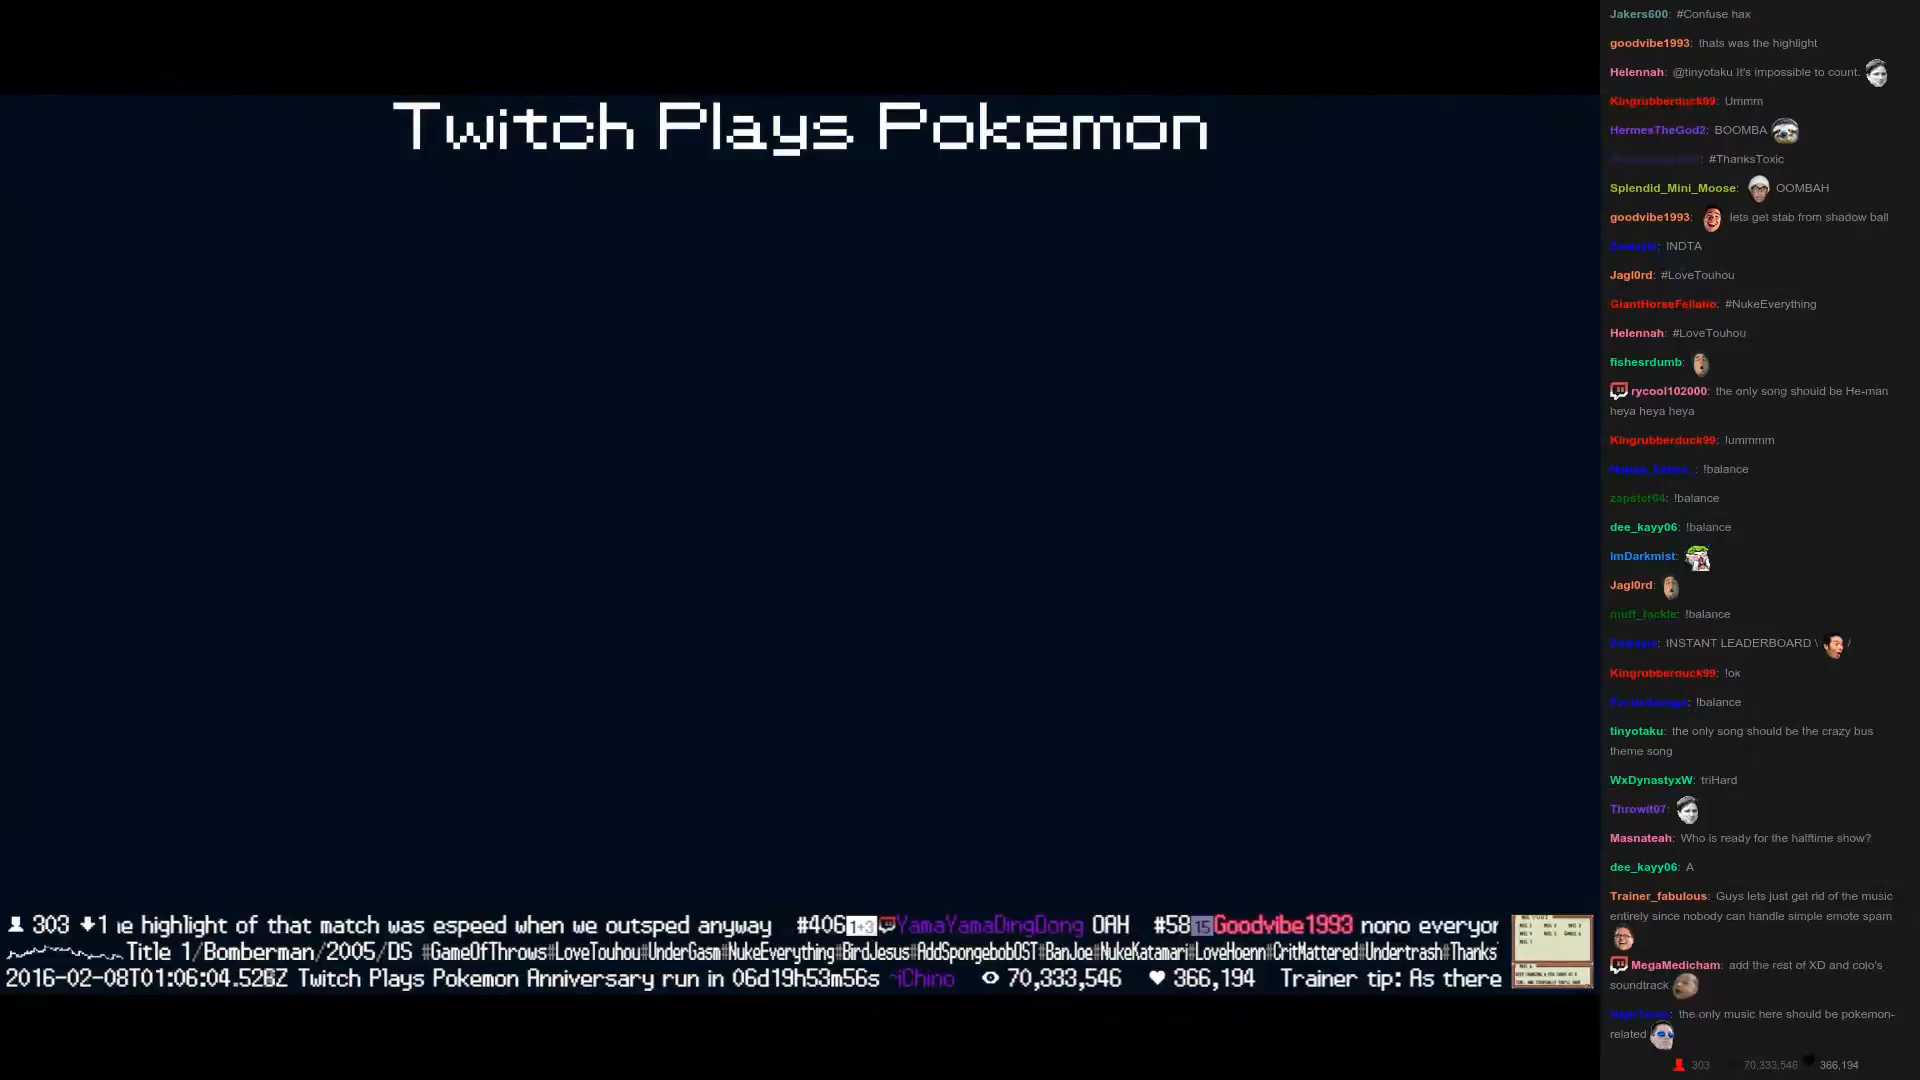 Twitch Plays Pokemon
303 1 e highlight of that match was espeed when we outsped anyway #406 1+3 YamaYamaDingDong OAH #58 15 Goodvibe1993 nono everyor
Title 1/Bomberman/2005/DS #GameOfThrows#LoveTouhou#UnderGasm#NukeEverything#BirdJesus#AddSpongebobOST#BanJoe#NukeKatamari#LoveHoenn#CritMattered#Undertrash#Thanks
2016-02-08T01:06:04.526Z Twitch Plays Pokemon Anniversary run in 06d19h53m56s iChino 70,333,546 366,194 Trainer tip: As there
Jakers600: #Confuse hax
goodvibe1993: thats was the highlight
Helennah: @tinyotaku It's impossible to count.
Kingrubberduck99: Ummm
HermesTheGod2: BOOMBA
: #ThanksToxic
Splendid_Mini_Moose: OOMBAH
goodvibe1993: lets get stab from shadow ball
INDTA
Jagl0rd: #LoveTouhou
GiantHorseFellatio: #NukeEverything
Helennah: #LoveTouhou
fishesrdumb:
rycool102000: the only song should be He-man
heya heya heya
Kingrubberduck99: !ummmm
!balance
zapster64: !balance
dee_kayy06: !balance
ImDarkmist:
Jagl0rd:
muff_tackle: !balance
INSTANT LEADERBOARD \ /
Kingrubberduck99: !ок
!balance
tinyotaku: the only song should be the crazy bus
theme song
WxDynastyxW: triHard
Throwit07:
Masnateah: Who is ready for the halftime show?
dee_kayy06: A
Trainer_fabulous: Guys lets just get rid of the music
entirely since nobody can handle simple emote spam
MegaMedicham: add the rest of XD and colo's
soundtrack
the only music here should be pokemon-
related
303 70,333,546 366,194